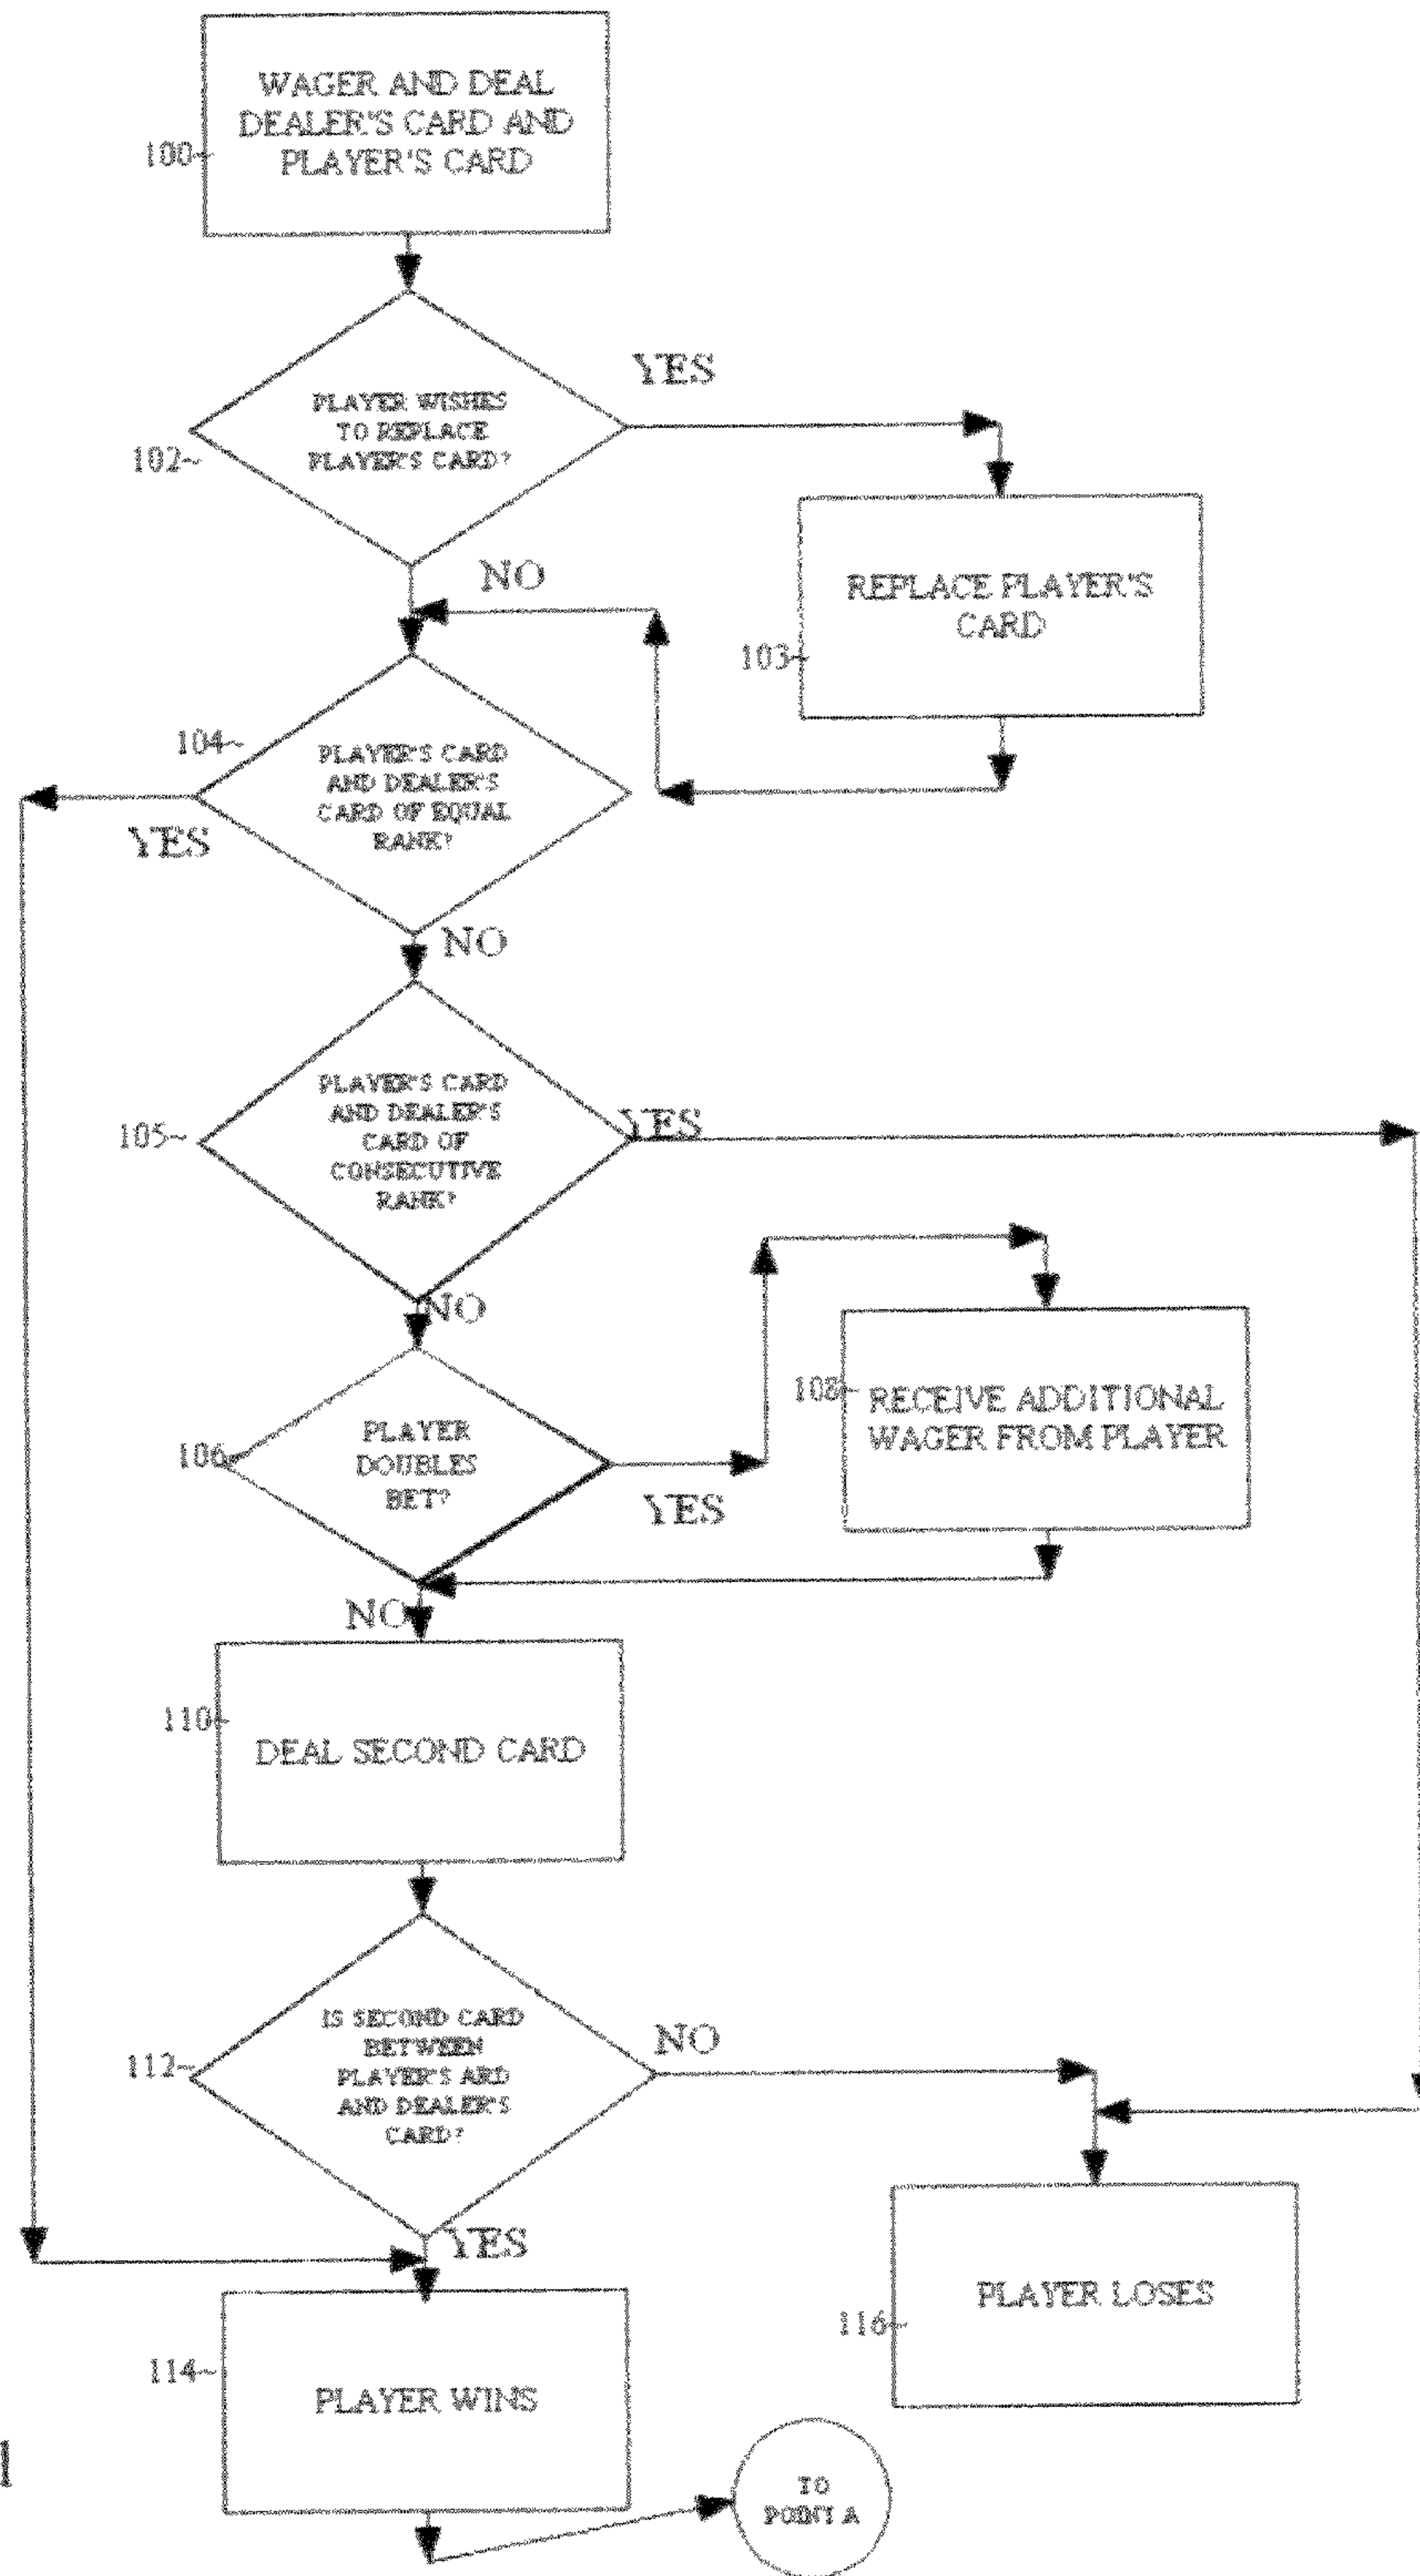 WAGER AND DEAL
DEALER'S CARD AND
PLAYER'S CARD
100
YES
PLAYER WISHES
TO REPLACE
PLAYER'S CARD?
102
NO
REPLACE PLAYER'S
CARD
103
104
PLAYER'S CARD
AND DEALER'S
CARD OF EQUAL
RANK?
YES
NO
PLAYER'S CARD
AND DEALER'S
CARD OF
CONSECUTIVE
RANK?
105
YES
NO
108
RECEIVE ADDITIONAL
WAGER FROM PLAYER
106
PLAYER
DOUBLES
BET?
YES
NO
110
DEAL SECOND CARD
IS SECOND CARD
BETWEEN
PLAYER'S ARD
AND DEALER'S
CARD?
112
NO
YES
PLAYER LOSES
116
114
PLAYER WINS
1
TO
POINT A